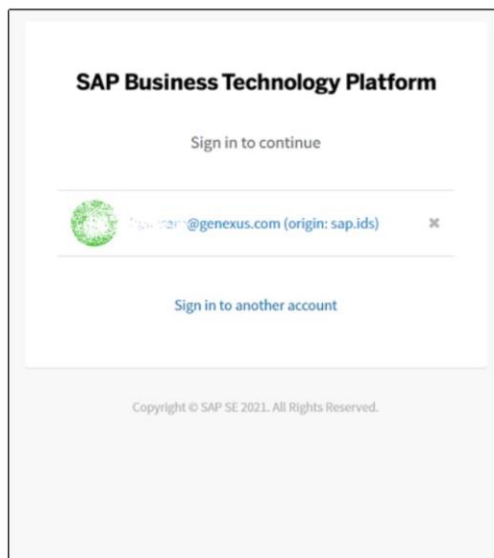 SAP Business Technology Platform
Sign in to continue
@genexus.com (origin: sap.ids)
✖
Sign in to another account
Copyright © SAP SE 2021. All Rights Reserved.